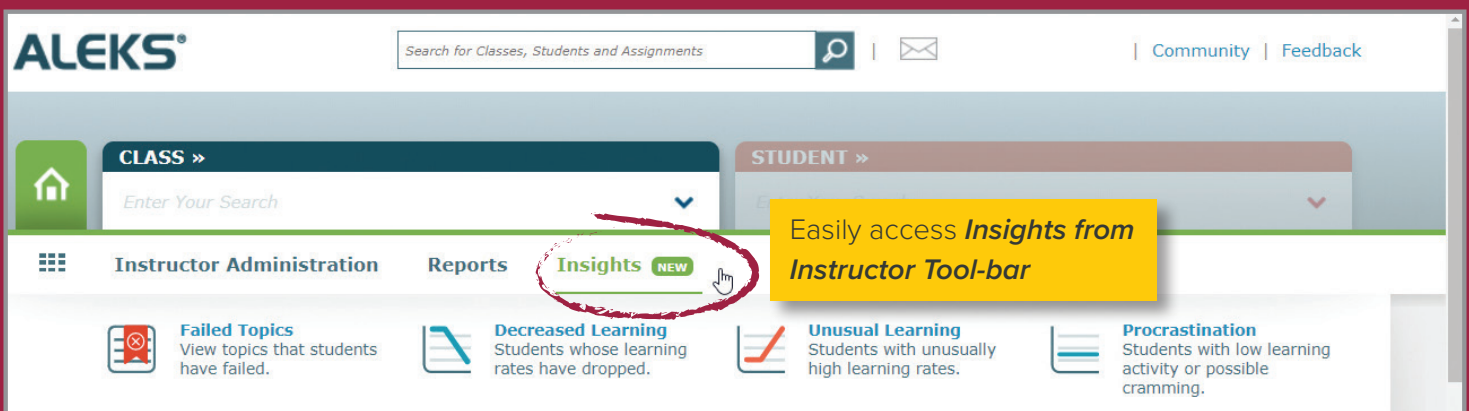 ALEKS®
Search for Classes, Students and Assignments
| Community | Feedback
CLASS »
Enter Your Search
STUDENT »
Easily access Insights from
Instructor Tool-bar
Instructor Administration
Reports
Insights NEW
Failed Topics
View topics that students
have failed.
Decreased Learning
Students whose learning
rates have dropped.
Unusual Learning
Students with unusually
high learning rates.
Procrastination
Students with low learning
activity or possible
cramming.